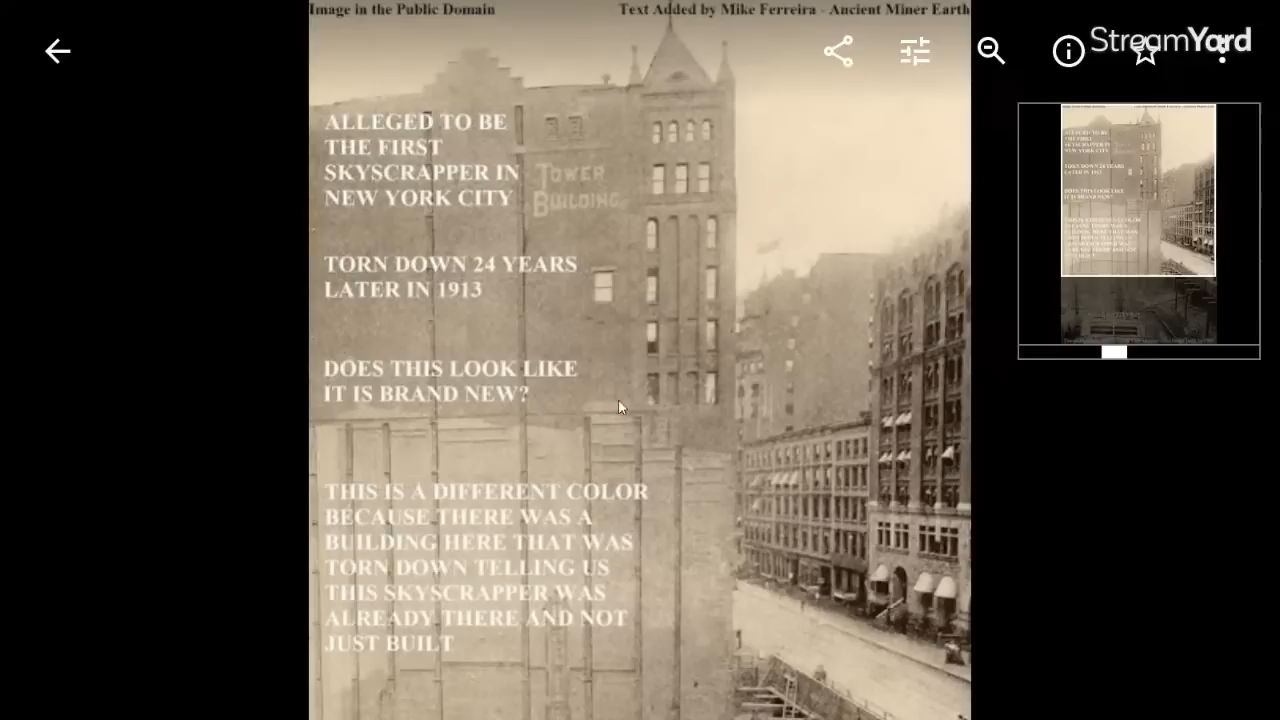 Image in the Public Domain
Text Added by Mike Ferreira - Ancient Miner Earth
StreamYard
ALLEGED TO BE
THE FIRST
SKYSCRAPPER IN
NEW YORK CITY
TOWER
BUILDING
TORN DOWN 24 YEARS
LATER IN 1913
DOES THIS LOOK LIKE
IT IS BRAND NEW?
THIS IS A DIFFERENT COLOR
BECAUSE THERE WAS A
BUILDING HERE THAT WAS
TORN DOWN TELLING US
THIS SKYSCRAPPER WAS
ALREADY THERE AND NOT
JUST BUILT